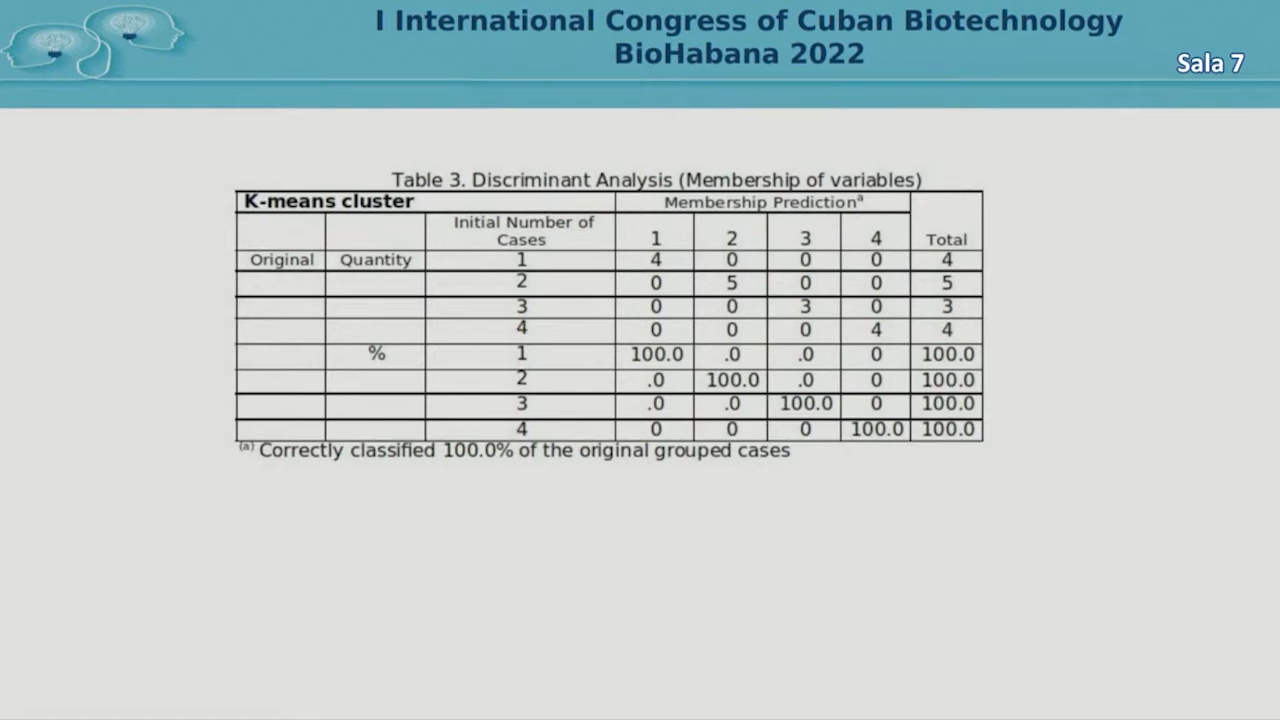 I International Congress of Cuban Biotechnology
BioHabana 2022
Sala 7
Table 3. Discriminant Analysis (Membership of variables)
K-means cluster Membership Predictionᵃ
Initial Number of Cases 1 2 3 4 Total
Original Quantity 1 4 0 0 0 4
2 0 5 0 0 5
3 0 0 3 0 3
4 0 0 0 4 4
% 1 100.0 .0 .0 0 100.0
2 .0 100.0 .0 0 100.0
3 .0 .0 100.0 0 100.0
4 0 0 0 100.0 100.0
(a) Correctly classified 100.0% of the original grouped cases